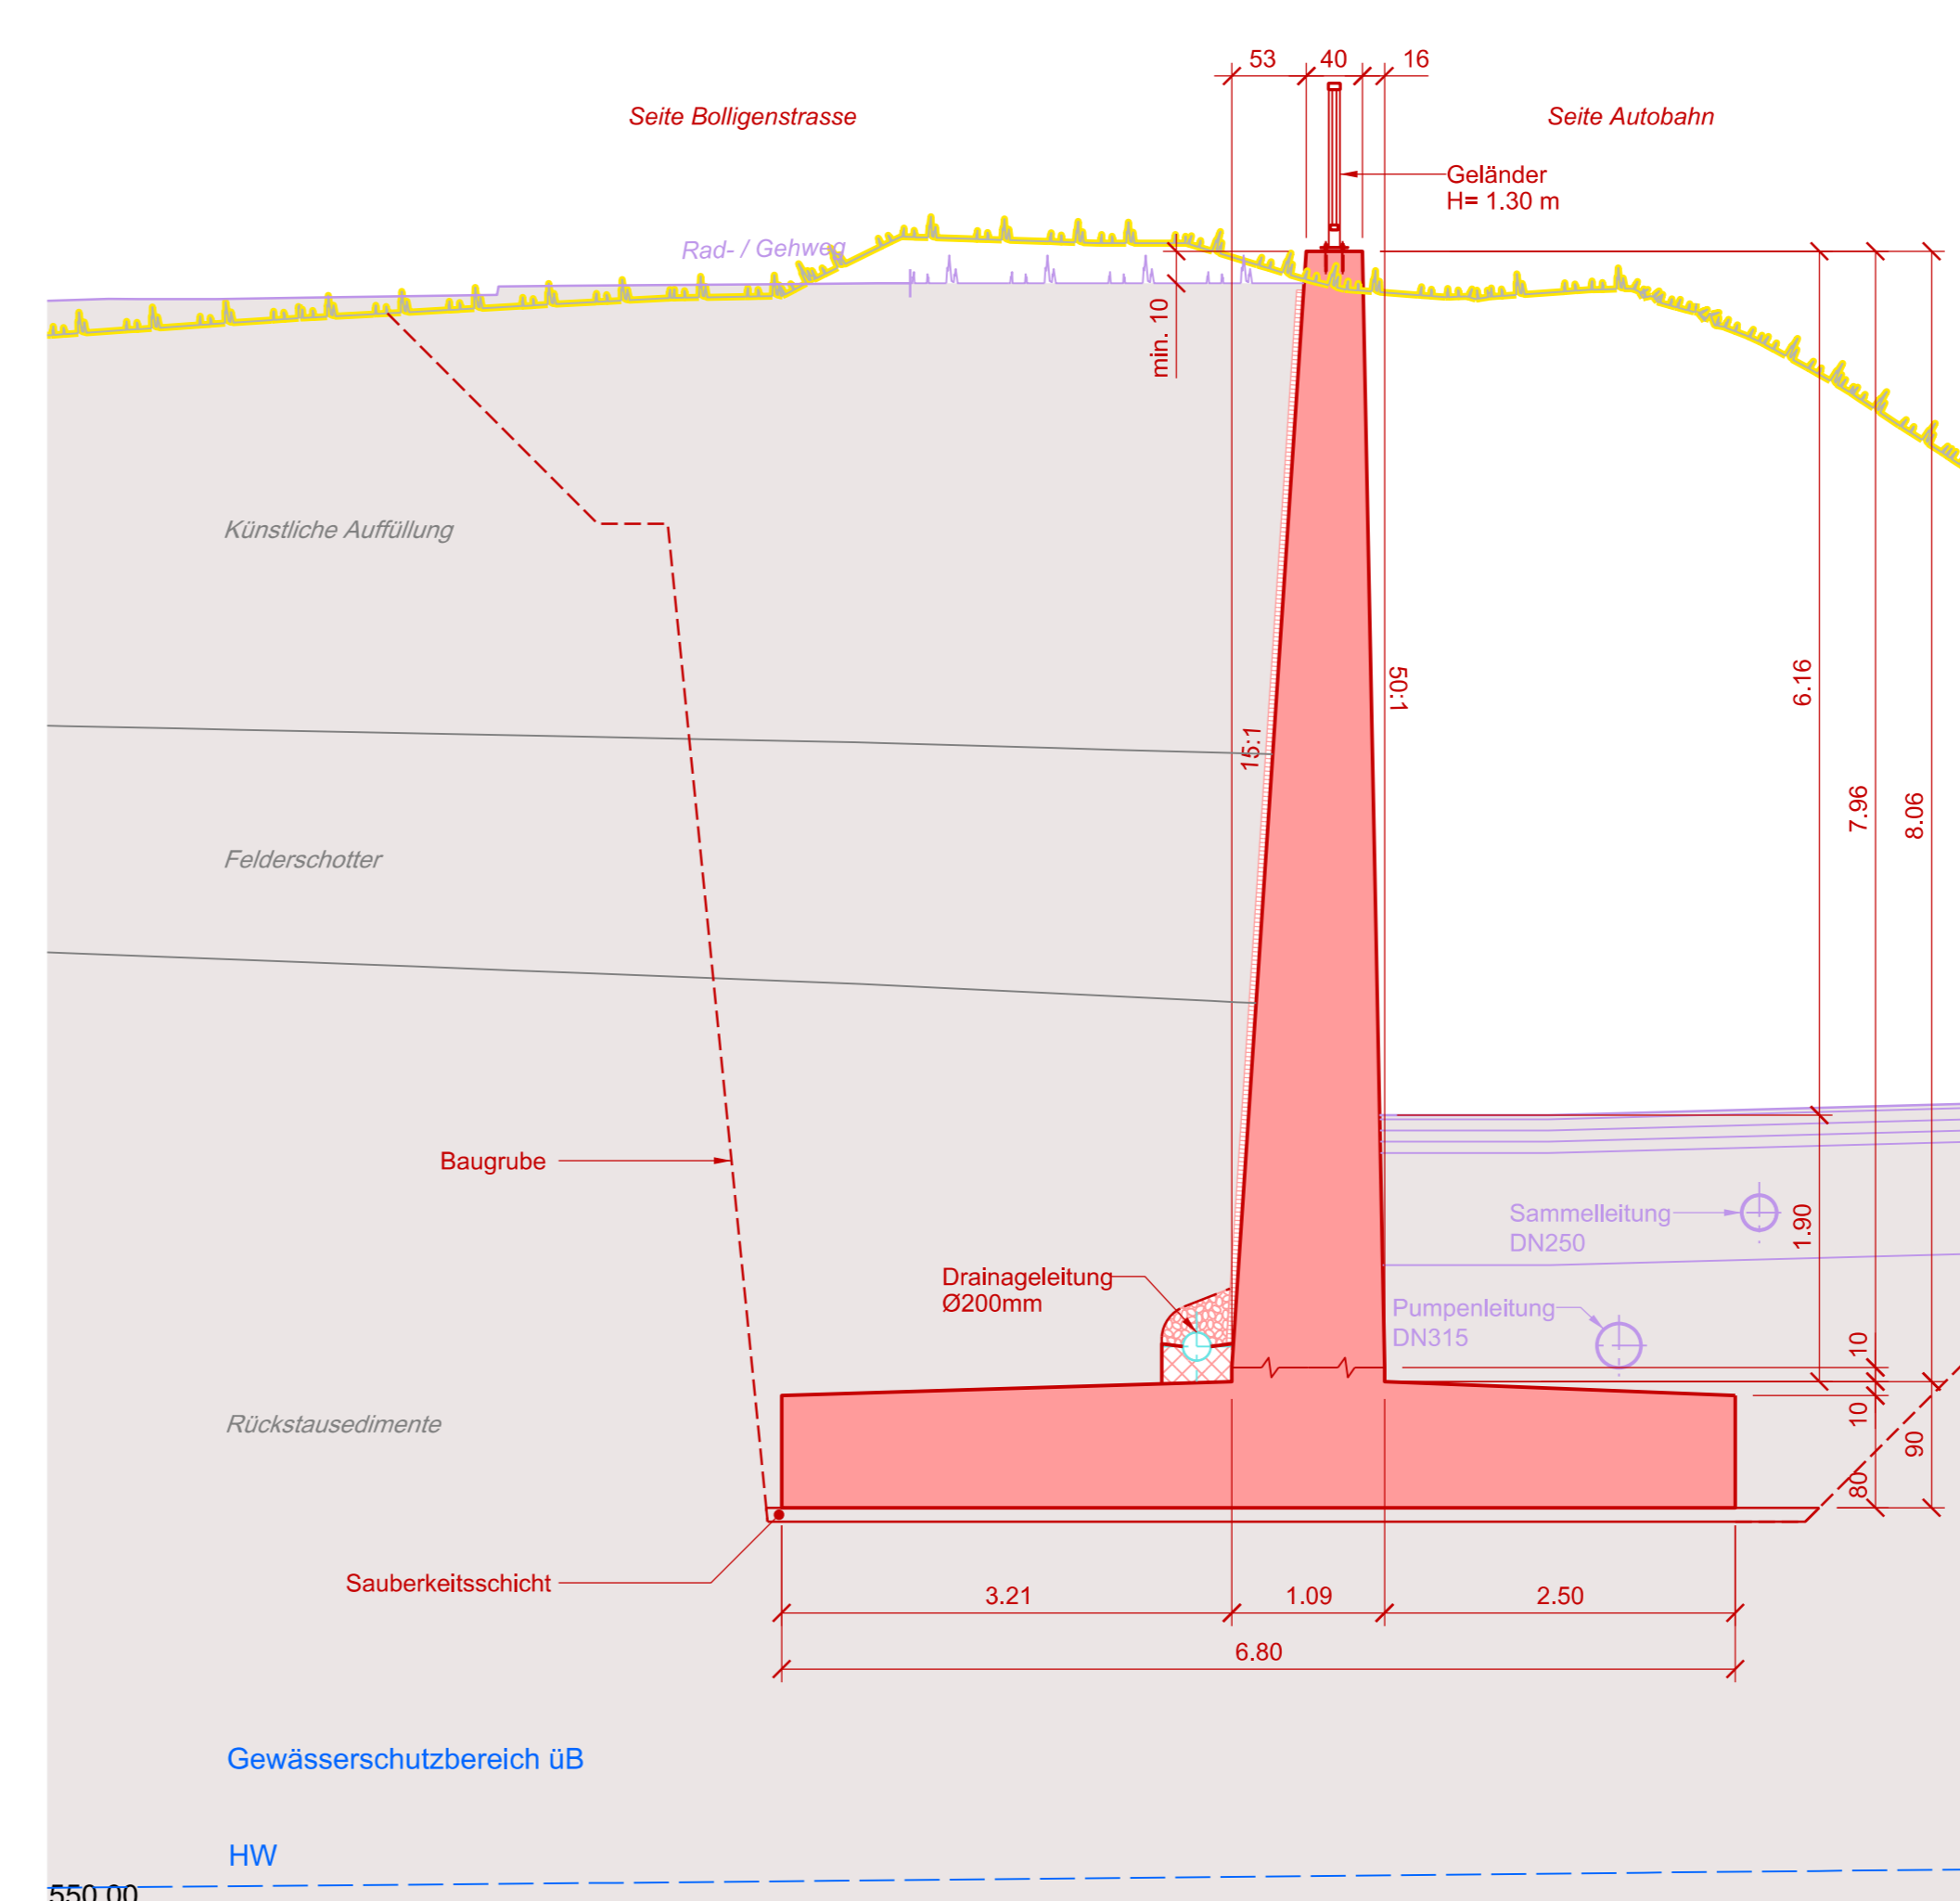 53
40
16
Seite Bolligenstrasse
Seite Autobahn
Geländer
H= 1.30 m
Rad- / Gehweg
min. 10
Künstliche Auffüllung
50:1
6.16
15:1
7.96
8.06
Felderschotter
Baugrube
Sammelleitung
DN250
1.90
Drainageleitung
Ø200mm
Pumpenleitung
DN315
10
10
90
80
Rückstausedimente
Sauberkeitsschicht
3.21
1.09
2.50
6.80
Gewässerschutzbereich üB
HW
550.00